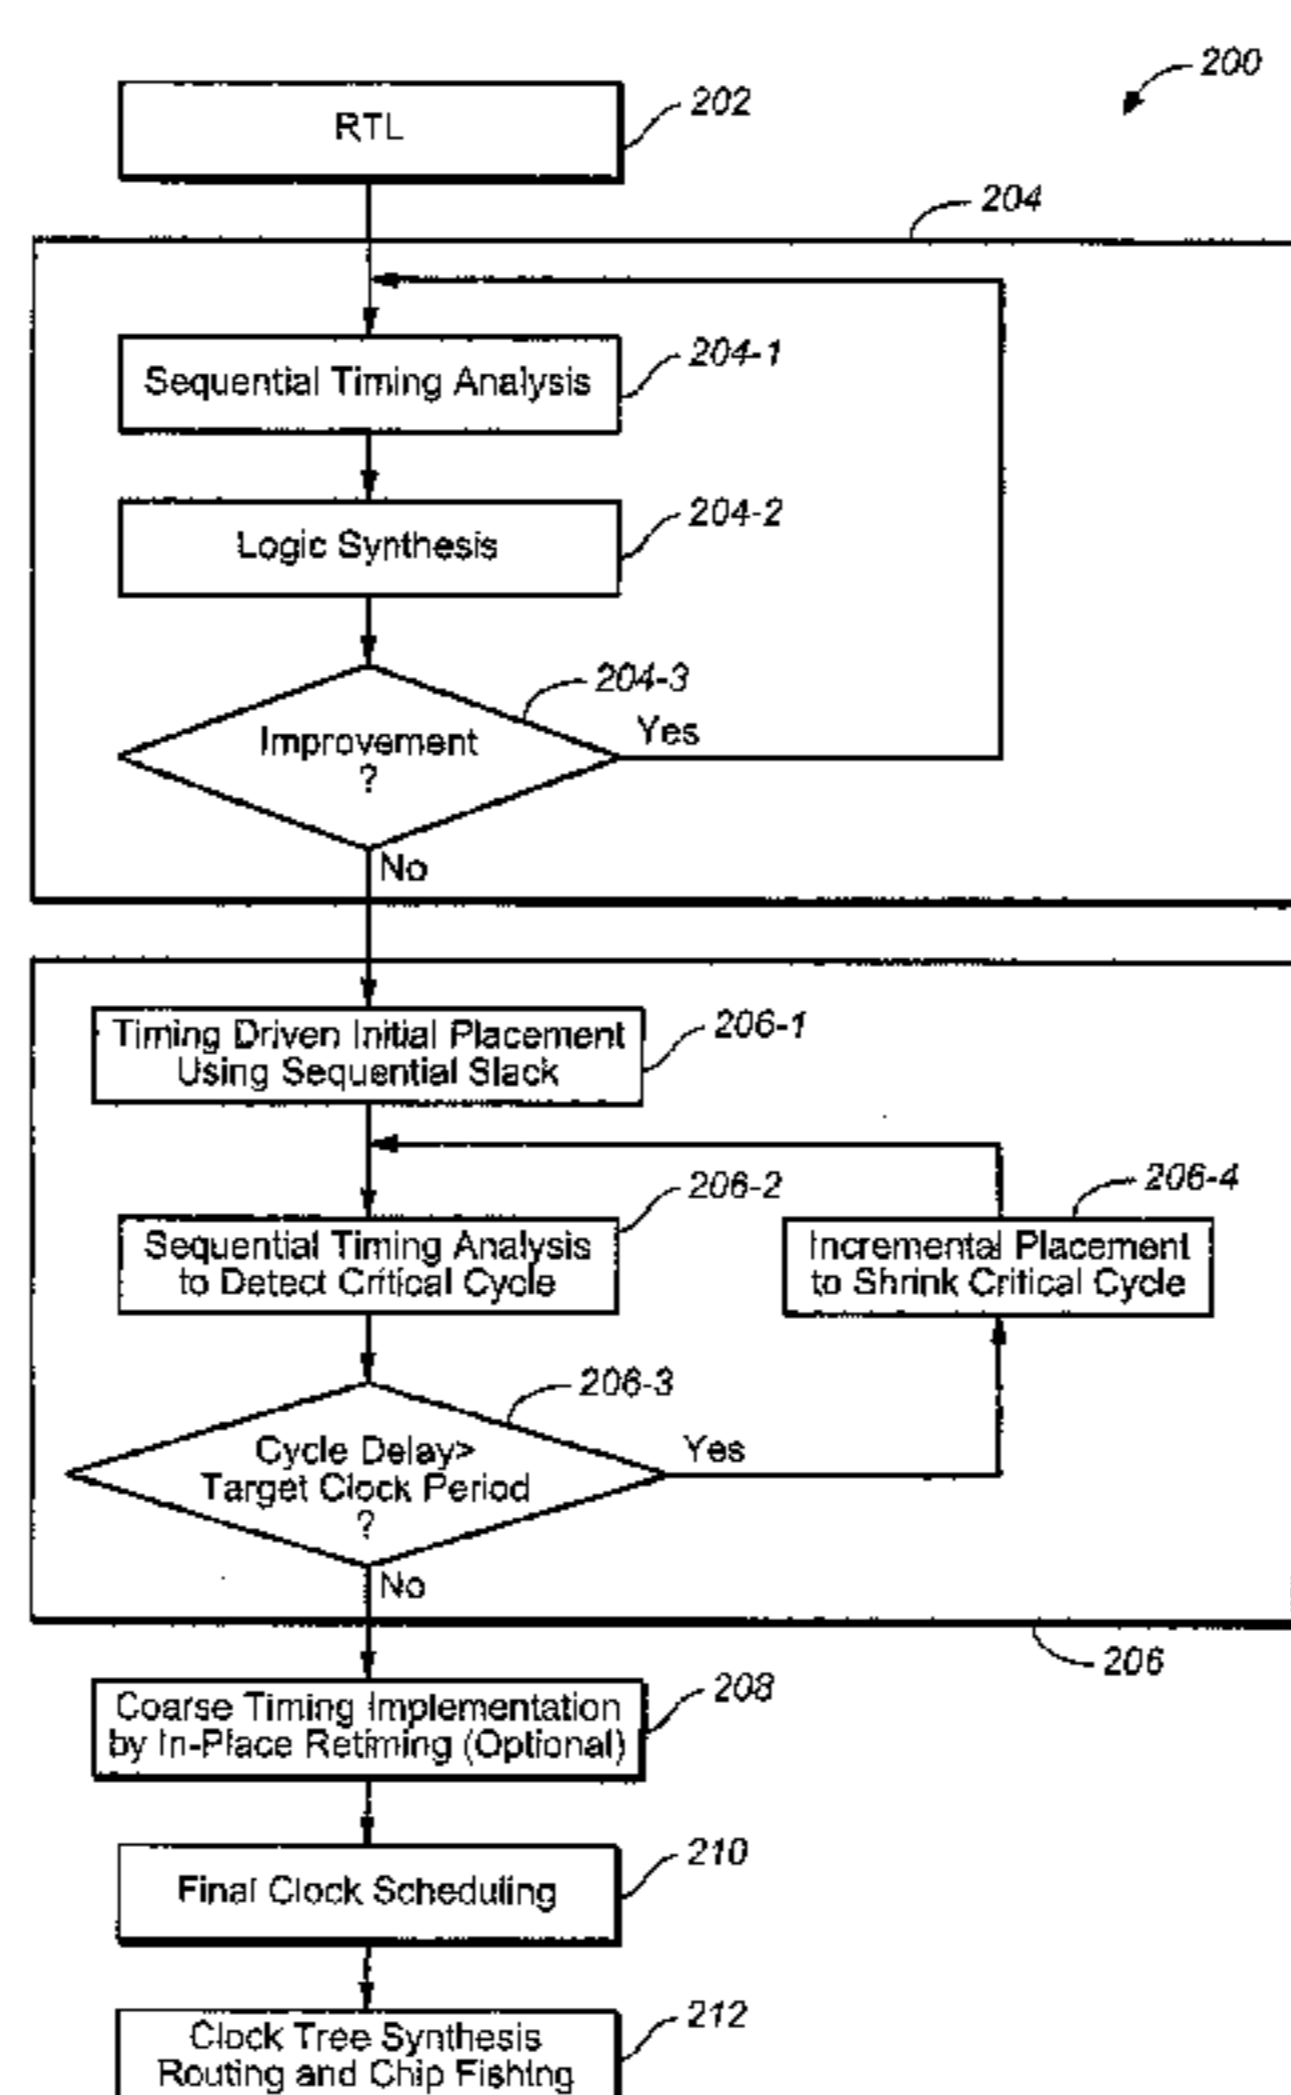 200
RTL
202
204
Sequential Timing Analysis
204-1
Logic Synthesis
204-2
204-3
Improvement
?
Yes
No
Timing Driven Initial Placement
Using Sequential Slack
206-1
206-2
Sequential Timing Analysis
to Detect Critical Cycle
206-4
Incremental Placement
to Shrink Critical Cycle
206-3
Cycle Delay>
Target Clock Period
?
Yes
No
206
Coarse Timing Implementation
by In-Place Retiming (Optional)
208
Final Clock Scheduling
210
Clock Tree Synthesis
Routing and Chip Fishing
212